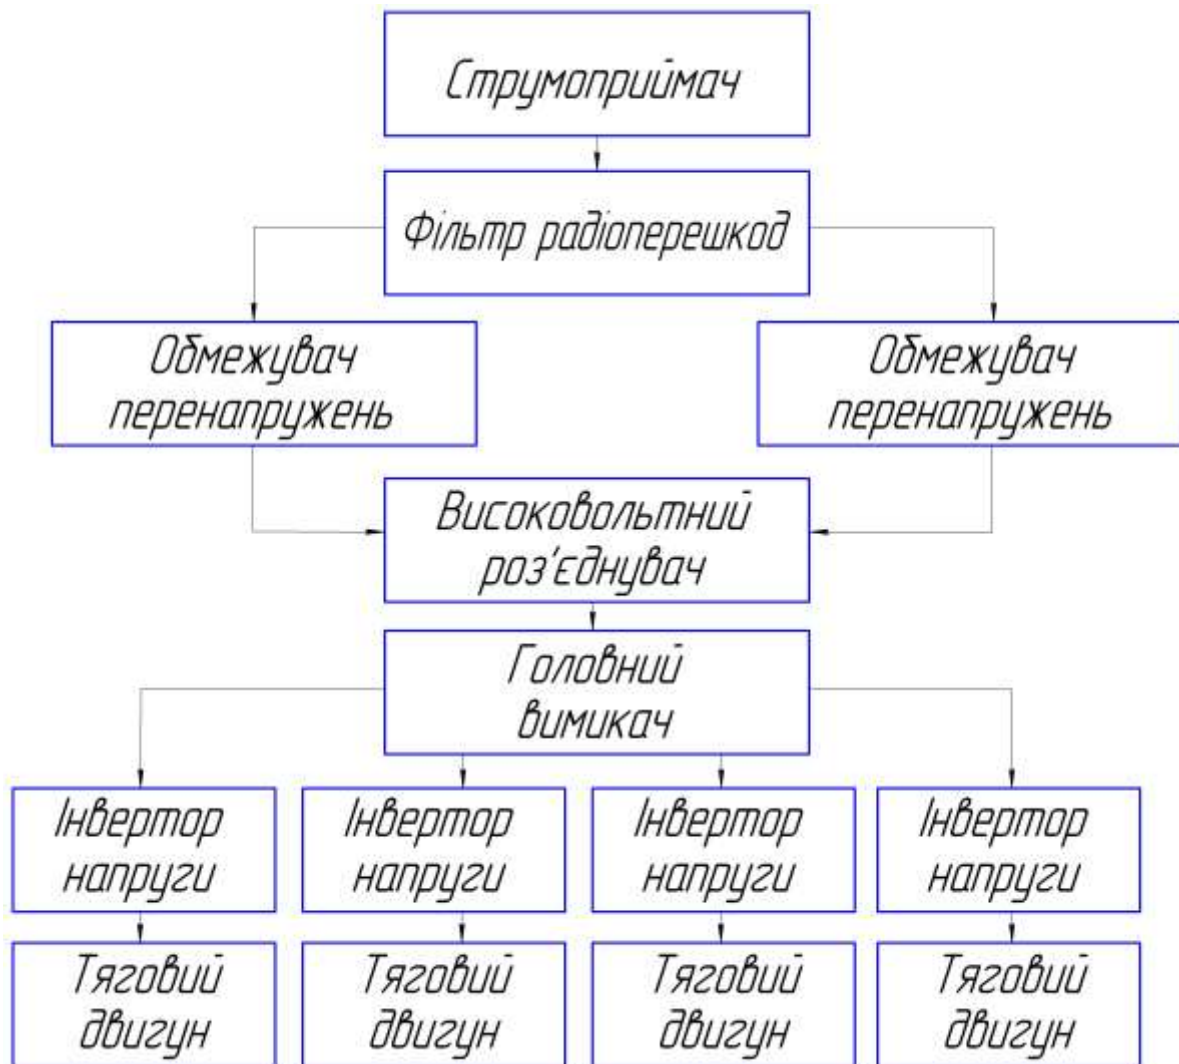 Струмоприймач
Фільтр радіоперешкод
Обмежувач
перенапружень
Обмежувач
перенапружень
Високовольтний
роз'єднувач
Головний
вимикач
Інвертор
напруги
Інвертор
напруги
Інвертор
напруги
Інвертор
напруги
Тяговий
двигун
Тяговий
двигун
Тяговий
двигун
Тяговий
двигун